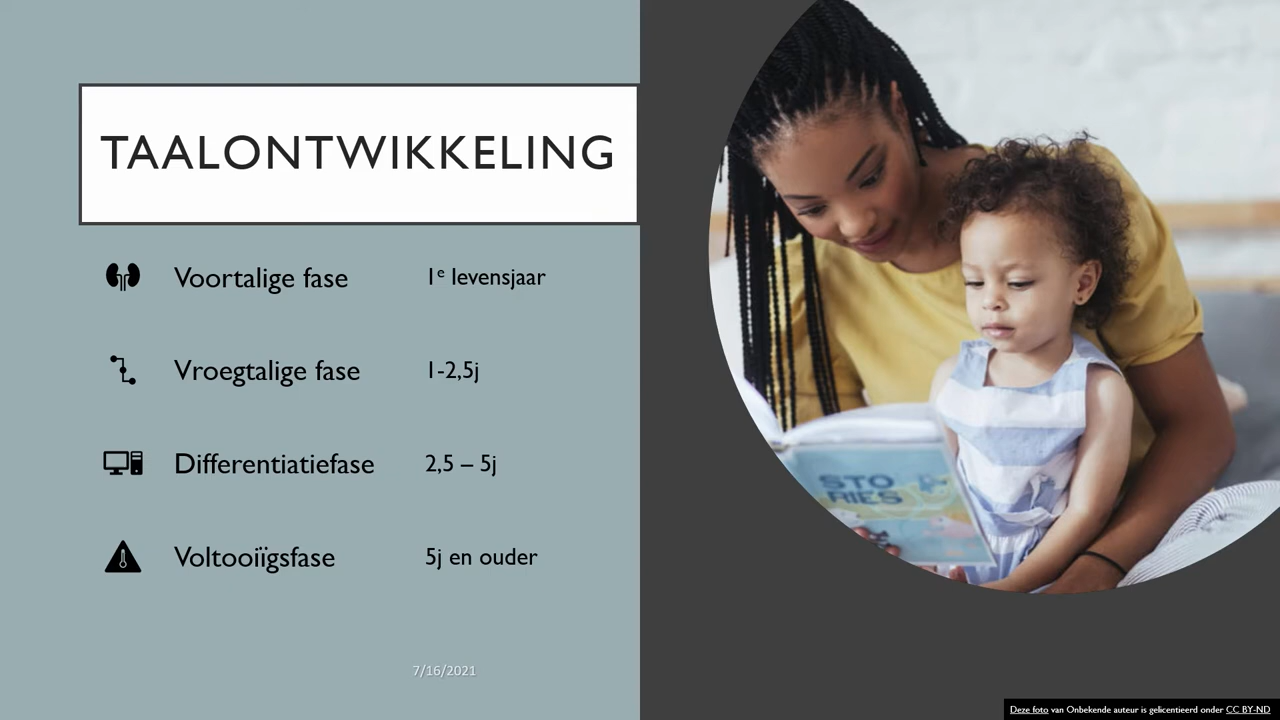 TAALONTWIKKELING
Voortalige fase 1e levensjaar
Vroegtalige fase 1-2,5j
Differentiatiefase 2,5 – 5j
Voltooiïgsfase 5j en ouder
STO
RIES
7/16/2021
Deze foto van Onbekende auteur is gelicentieerd onder CC BY-ND